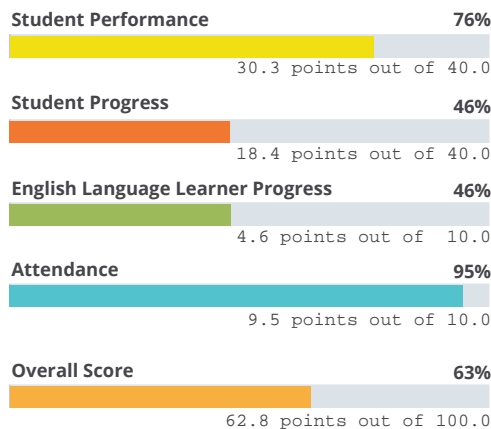 Student Performance 76%
30.3 points out of 40.0
Student Progress 46%
18.4 points out of 40.0
English Language Learner Progress 46%
4.6 points out of 10.0
Attendance 95%
9.5 points out of 10.0
Overall Score 63%
62.8 points out of 100.0